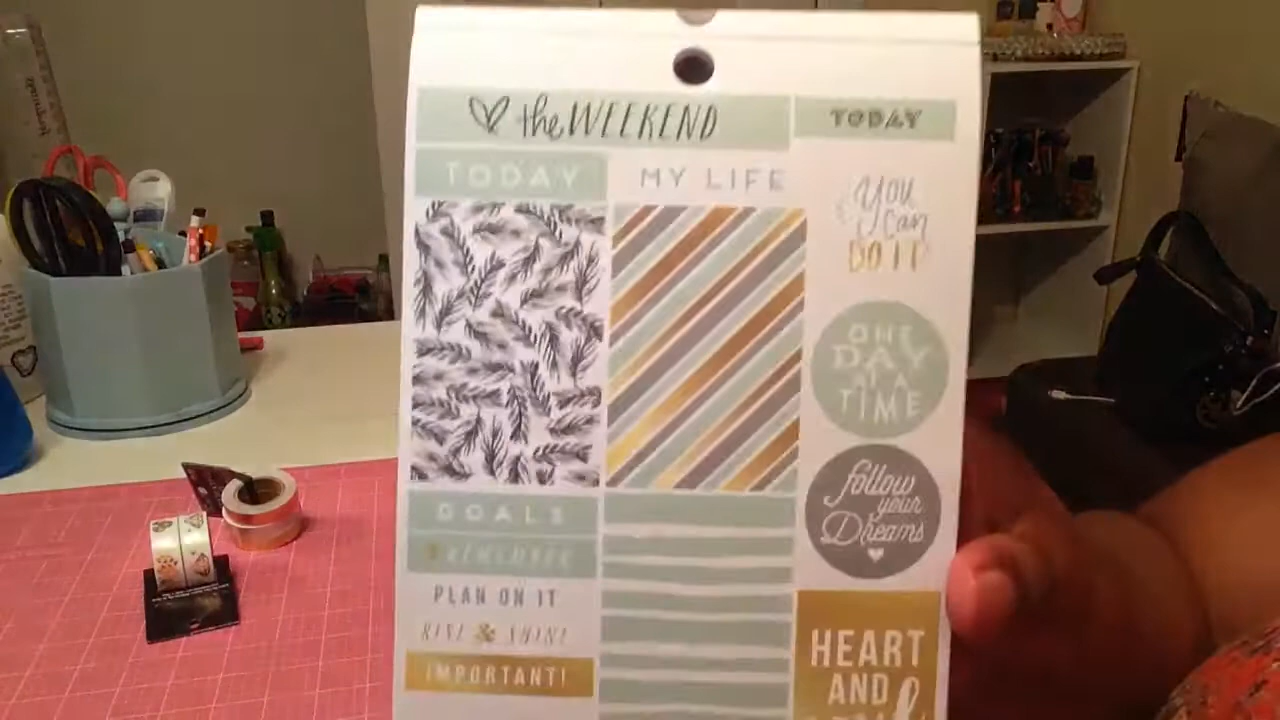 the WEEKEND
TODAY
TODAY
MY LIFE
You
Can
DO IT
ONE
DAY
AT A
TIME
follow
your
Dreams
GOALS
REMEMBER
PLAN ON IT
RISE & SHINE
IMPORTANT!
HEART
AND